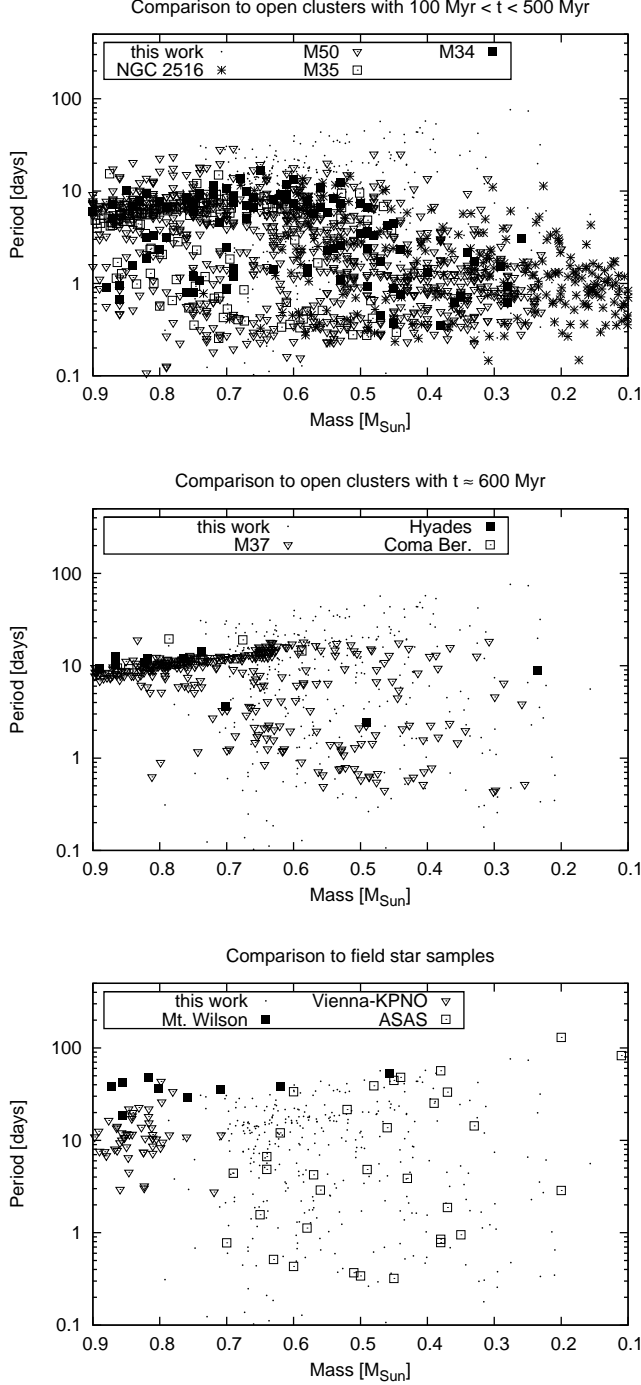 Comparison to open clusters with 100 Myr < t < 500 Myr
this work M50 M34
NGC 2516 M35
100
10
1
0.1
Period [days]
0.9 0.8 0.7 0.6 0.5 0.4 0.3 0.2 0.1
Mass [M_Sun]
Comparison to open clusters with t ≈ 600 Myr
this work Hyades
M37 Coma Ber.
100
10
1
0.1
Period [days]
0.9 0.8 0.7 0.6 0.5 0.4 0.3 0.2 0.1
Mass [M_Sun]
Comparison to field star samples
this work Vienna-KPNO
Mt. Wilson ASAS
100
10
1
0.1
Period [days]
0.9 0.8 0.7 0.6 0.5 0.4 0.3 0.2 0.1
Mass [M_Sun]